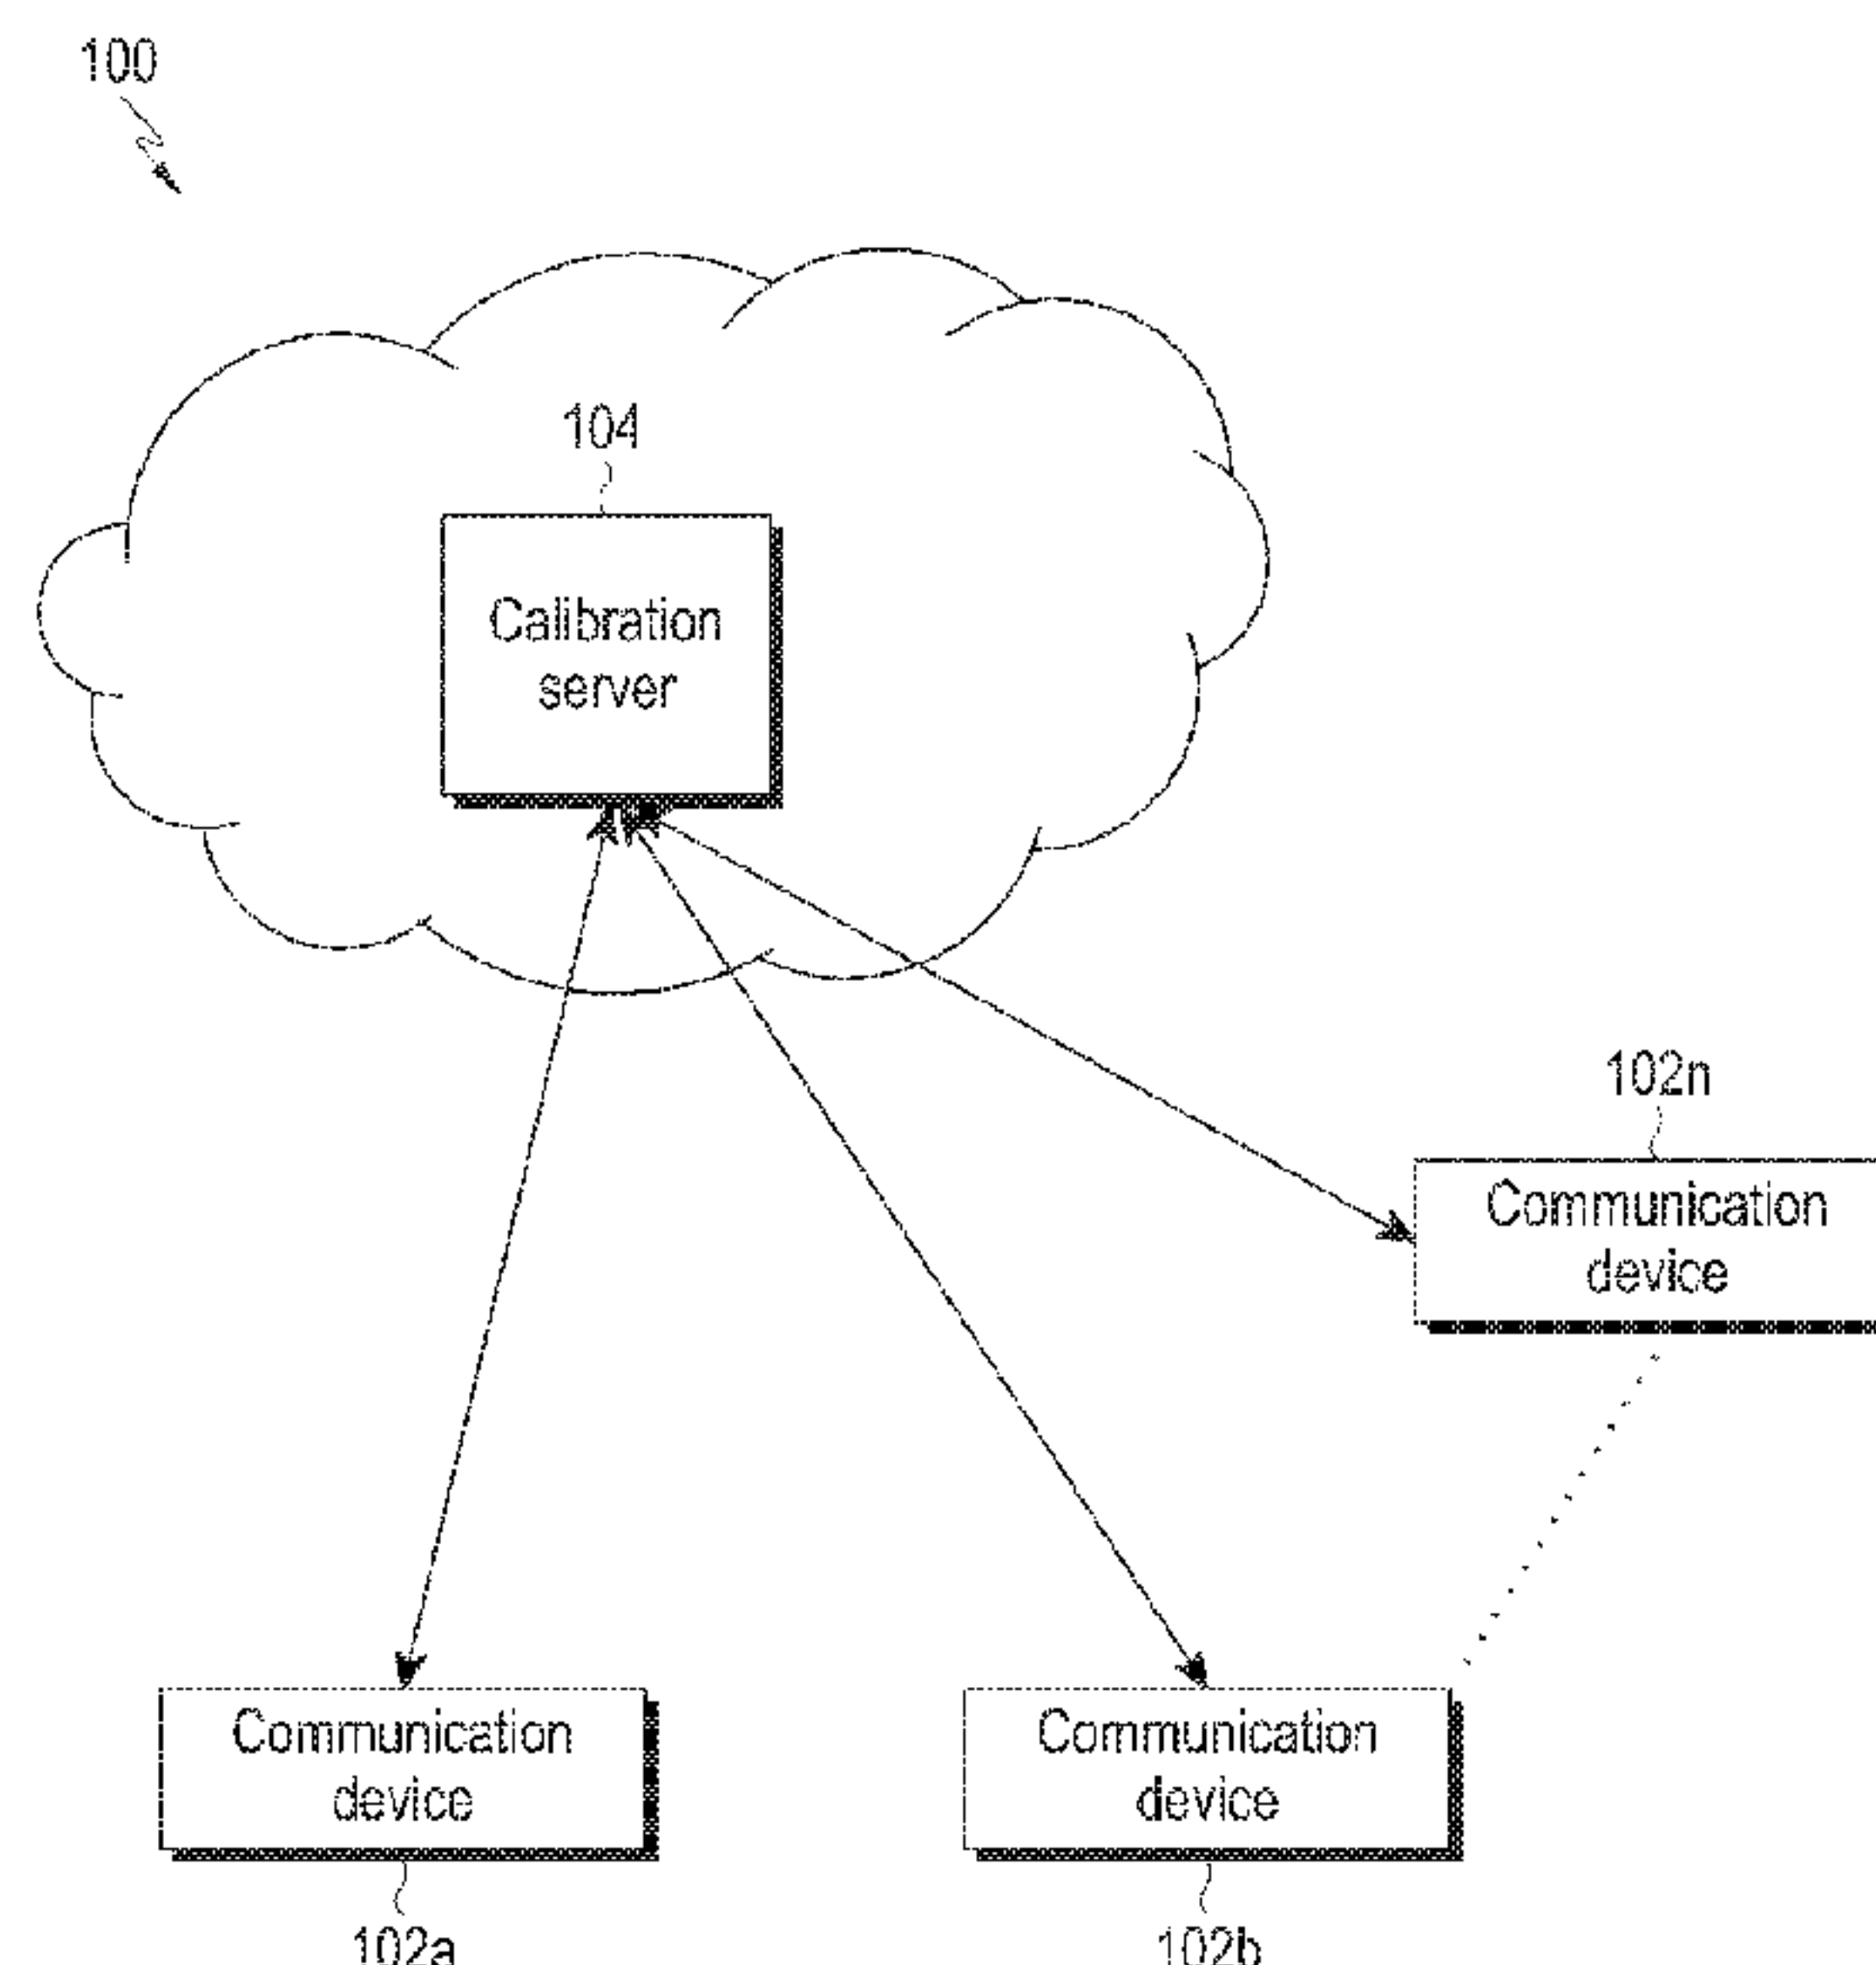 100
104
Calibration
server
102n
Communication
device
Communication
device
Communication
device
102a
102b